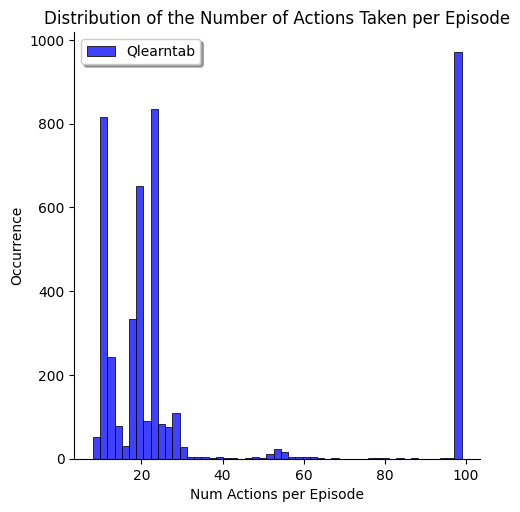 Distribution of the Number of Actions Taken per Episode
Qlearntab
1000
800
600
400
200
0
Occurrence
20
40
60
80
100
Num Actions per Episode